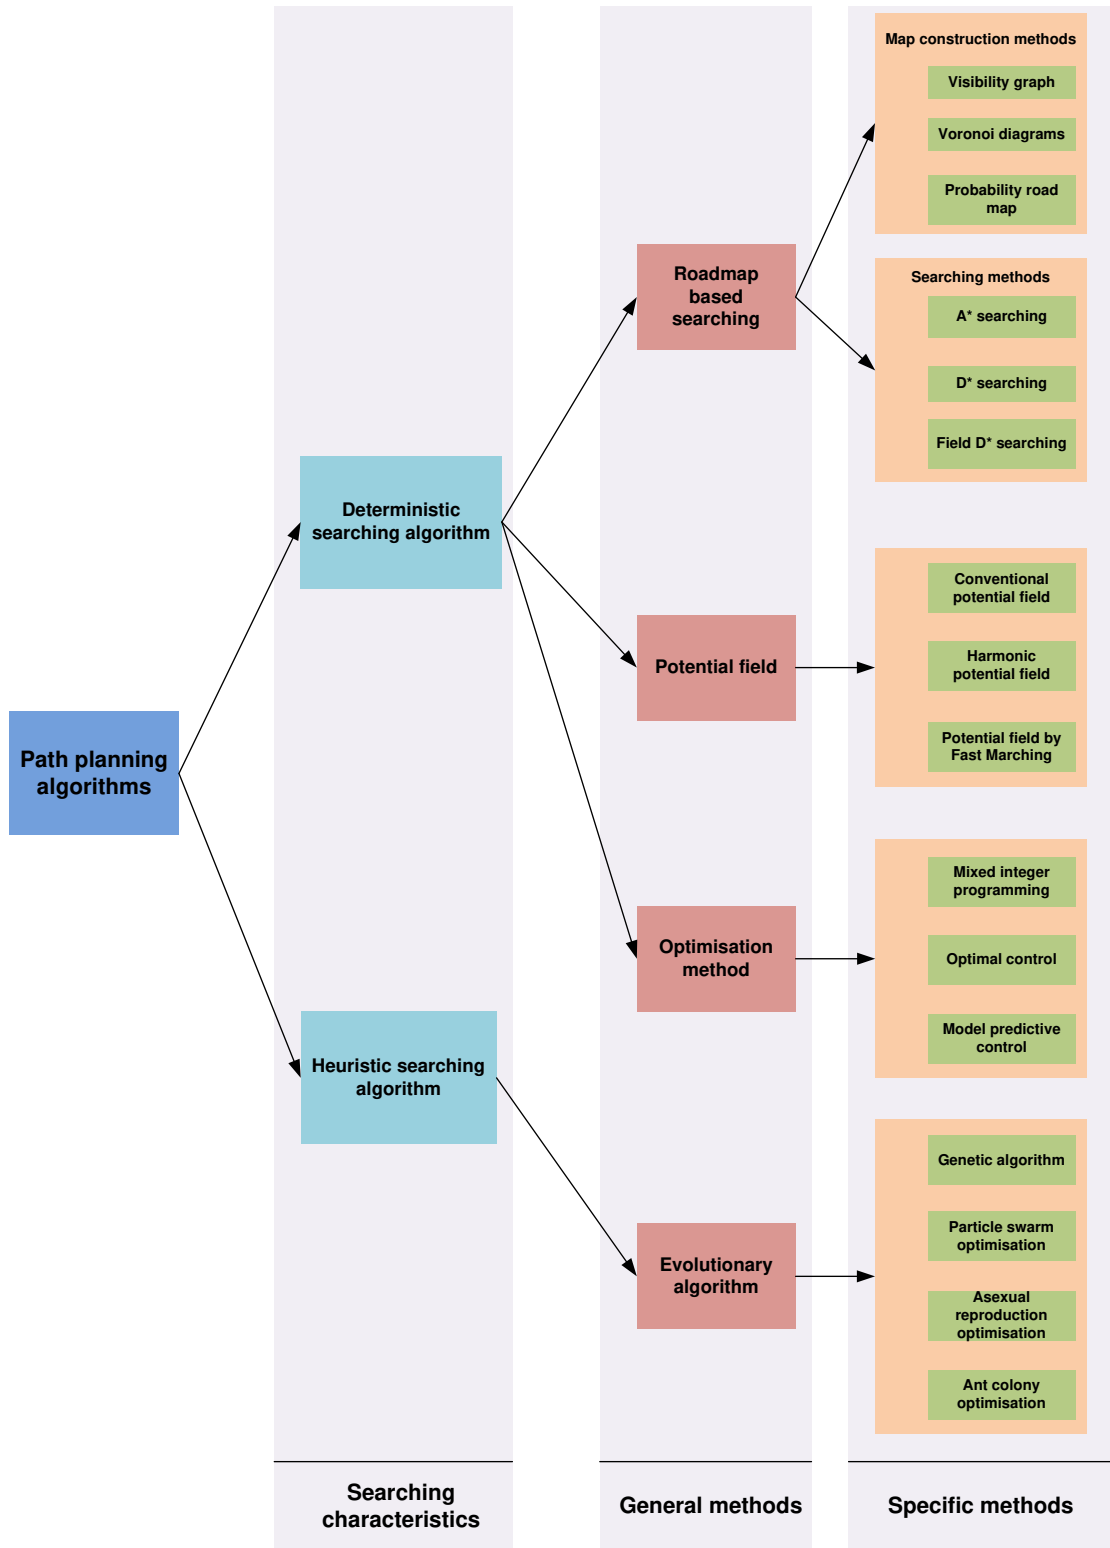 Map construction methods
Visibility graph
Voronoi diagrams
Probability road
map
Roadmap
based
searching
Searching methods
A* searching
D* searching
Field D* searching
Deterministic
searching algorithm
Conventional
potential field
Potential field
Harmonic
potential field
Potential field by
Fast Marching
Path planning
algorithms
Mixed integer
programming
Optimisation
method
Optimal control
Model predictive
control
Heuristic searching
algorithm
Genetic algorithm
Particle swarm
optimisation
Evolutionary
algorithm
Asexual
reproduction
optimisation
Ant colony
optimisation
Searching
characteristics
General methods
Specific methods